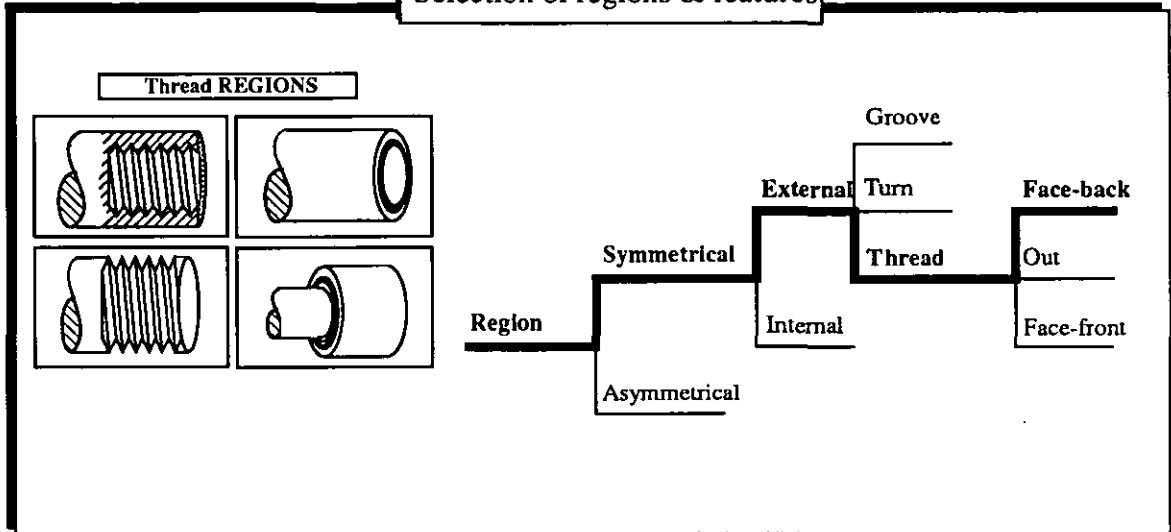 Selection of regions & features
Thread REGIONS
Groove
External
Turn
Face-back
Symmetrical
Thread
Out
Region
Internal
Face-front
Asymmetrical